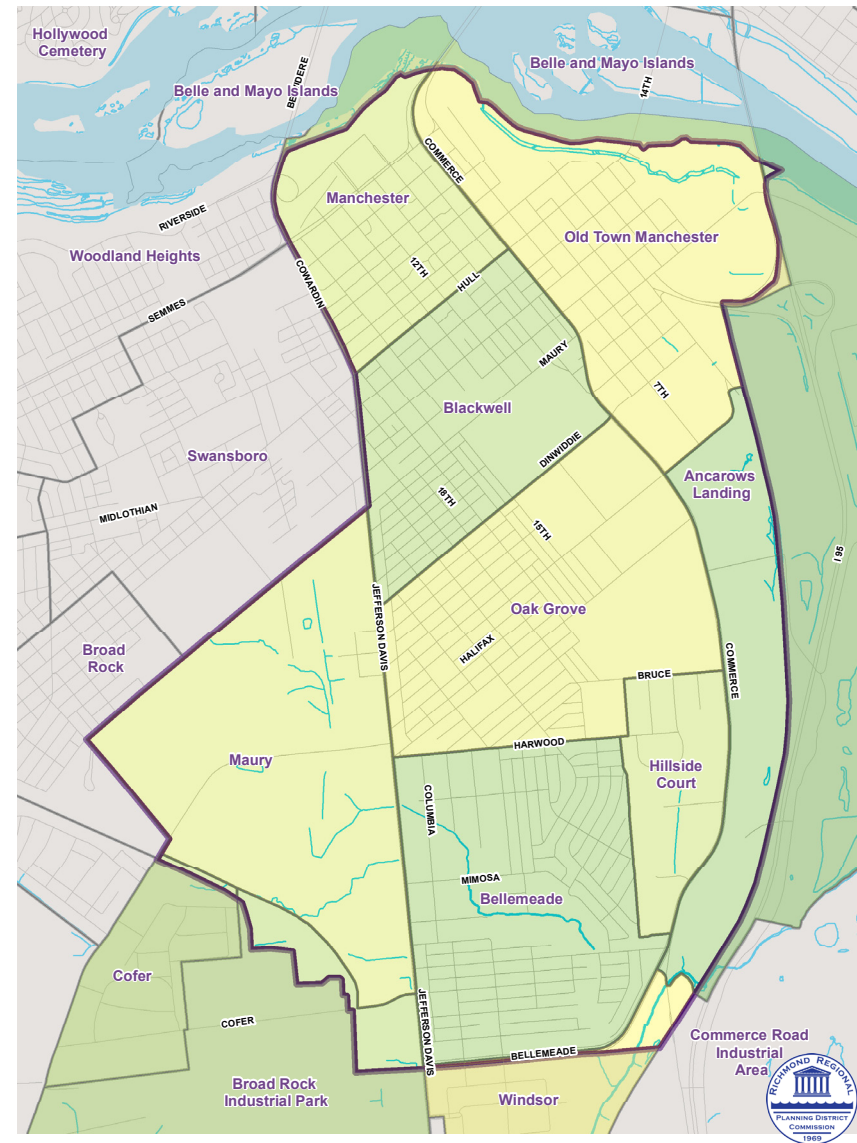 Hollywood
Cemetery
Belle and Mayo Islands
BELVIDERE
Belle and Mayo Islands
14TH
COMMERCE
Manchester
RIVERSIDE
Old Town Manchester
Woodland Heights
12TH
COWARDIN
HULL
SEMMES
MAURY
7TH
Blackwell
DINWIDDIE
Swansboro
Ancarows
Landing
18TH
MIDLOTHIAN
15TH
I 95
JEFFERSON DAVIS
Oak Grove
HALIFAX
Broad
Rock
COMMERCE
BRUCE
HARWOOD
Maury
Hillside
Court
COLUMBIA
MIMOSA
Bellemeade
Cofer
COFER
JEFFERSON DAVIS
BELLEMEADE
Commerce Road
Industrial
Area
Broad Rock
Industrial Park
Windsor
RICHMOND REGIONAL
PLANNING DISTRICT
COMMISSION
1969